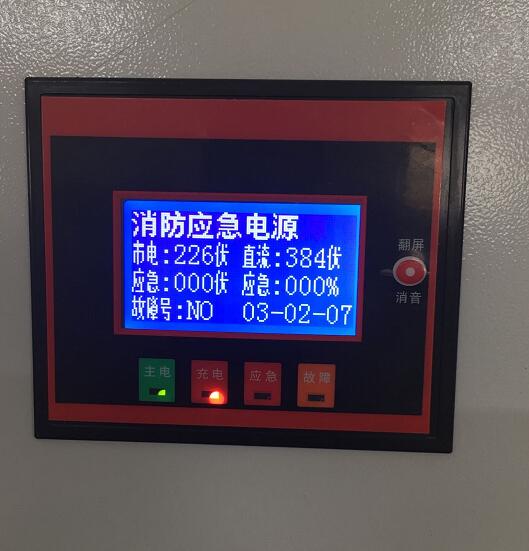 消防应急电源
市电:226伏 直流:384伏
应急:000伏 应急:000%
故障号:NO 03-02-07
翻屏
消音
主电 充电 应急 故障